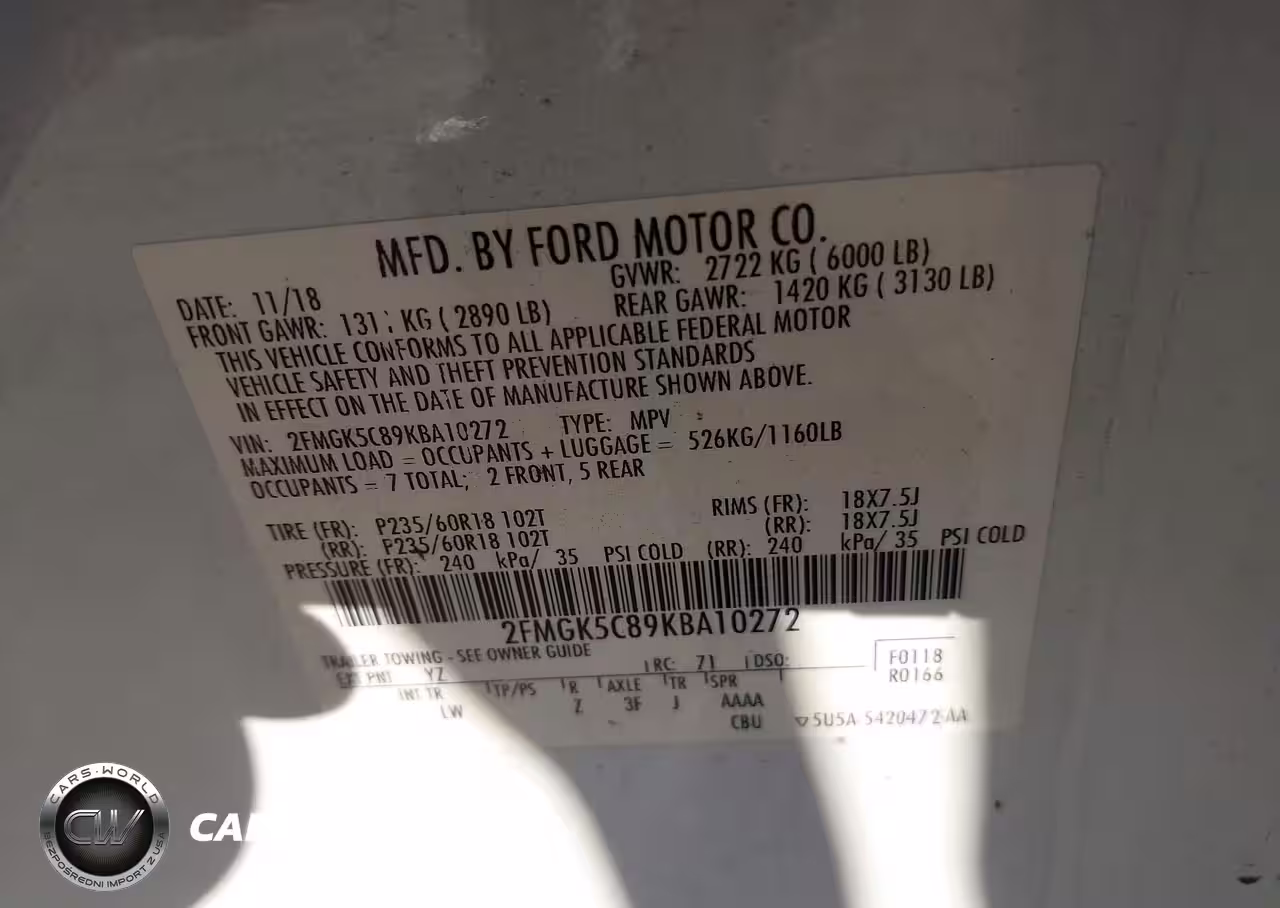 MFD. BY FORD MOTOR CO.
DATE: 11/18 GVWR: 2722 KG ( 6000 LB)
FRONT GAWR: KG ( 2890 LB) REAR GAWR: 1420 KG ( 3130 LB)
THIS VEHICLE CONFORMS TO ALL APPLICABLE FEDERAL MOTOR
VEHICLE SAFETY AND THEFT PREVENTION STANDARDS
IN EFFECT ON THE DATE OF MANUFACTURE SHOWN ABOVE.
VIN: 2FMGK5C89KBA10272 TYPE: MPV
MAXIMUM LOAD = OCCUPANTS + LUGGAGE = 526KG/1160LB
OCCUPANTS = 7 TOTAL; 2 FRONT, 5 REAR
TIRE (FR): P235/60R18 102T RIMS (FR): 18X7.5J
(RR): P235/60R18 102T (RR): 18X7.5J
PRESSURE (FR): 240 kPa/ 35 PSI COLD (RR): 240 kPa/ 35 PSI COLD
2FMGK5C89KBA10272
TRAILER TOWING - SEE OWNER GUIDE
EXT PNT YZ RC: 71 DSO: F0118
R0166
INT TR TP/PS R AXLE TR SPR
LW Z 3F J AAAA
CBU 5U5A-5420472-AA
CARS-WORLD
CW
BEZPOŚREDNI IMPORT Z USA